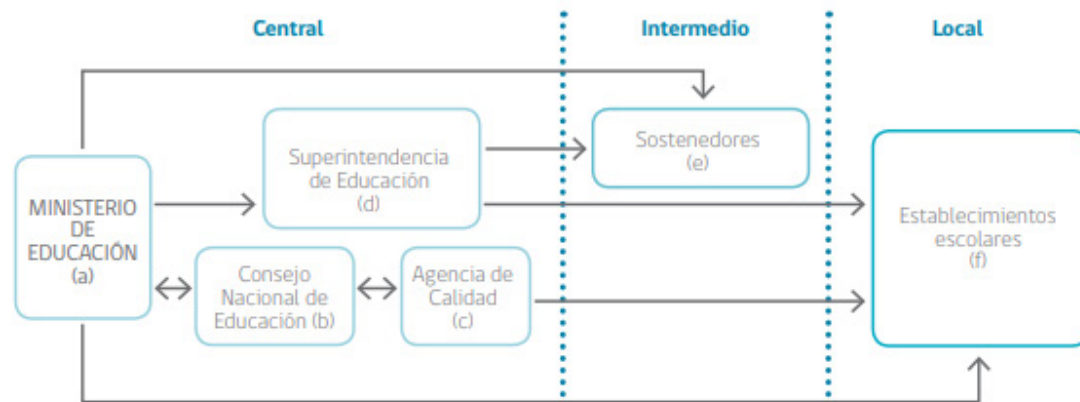 Central
Intermedio
Local
MINISTERIO
DE
EDUCACIÓN
(a)
Superintendencia
de Educación
(d)
Consejo
Nacional de
Educación (b)
Agencia de
Calidad
(c)
Sostenedores
(e)
Establecimientos
escolares
(f)